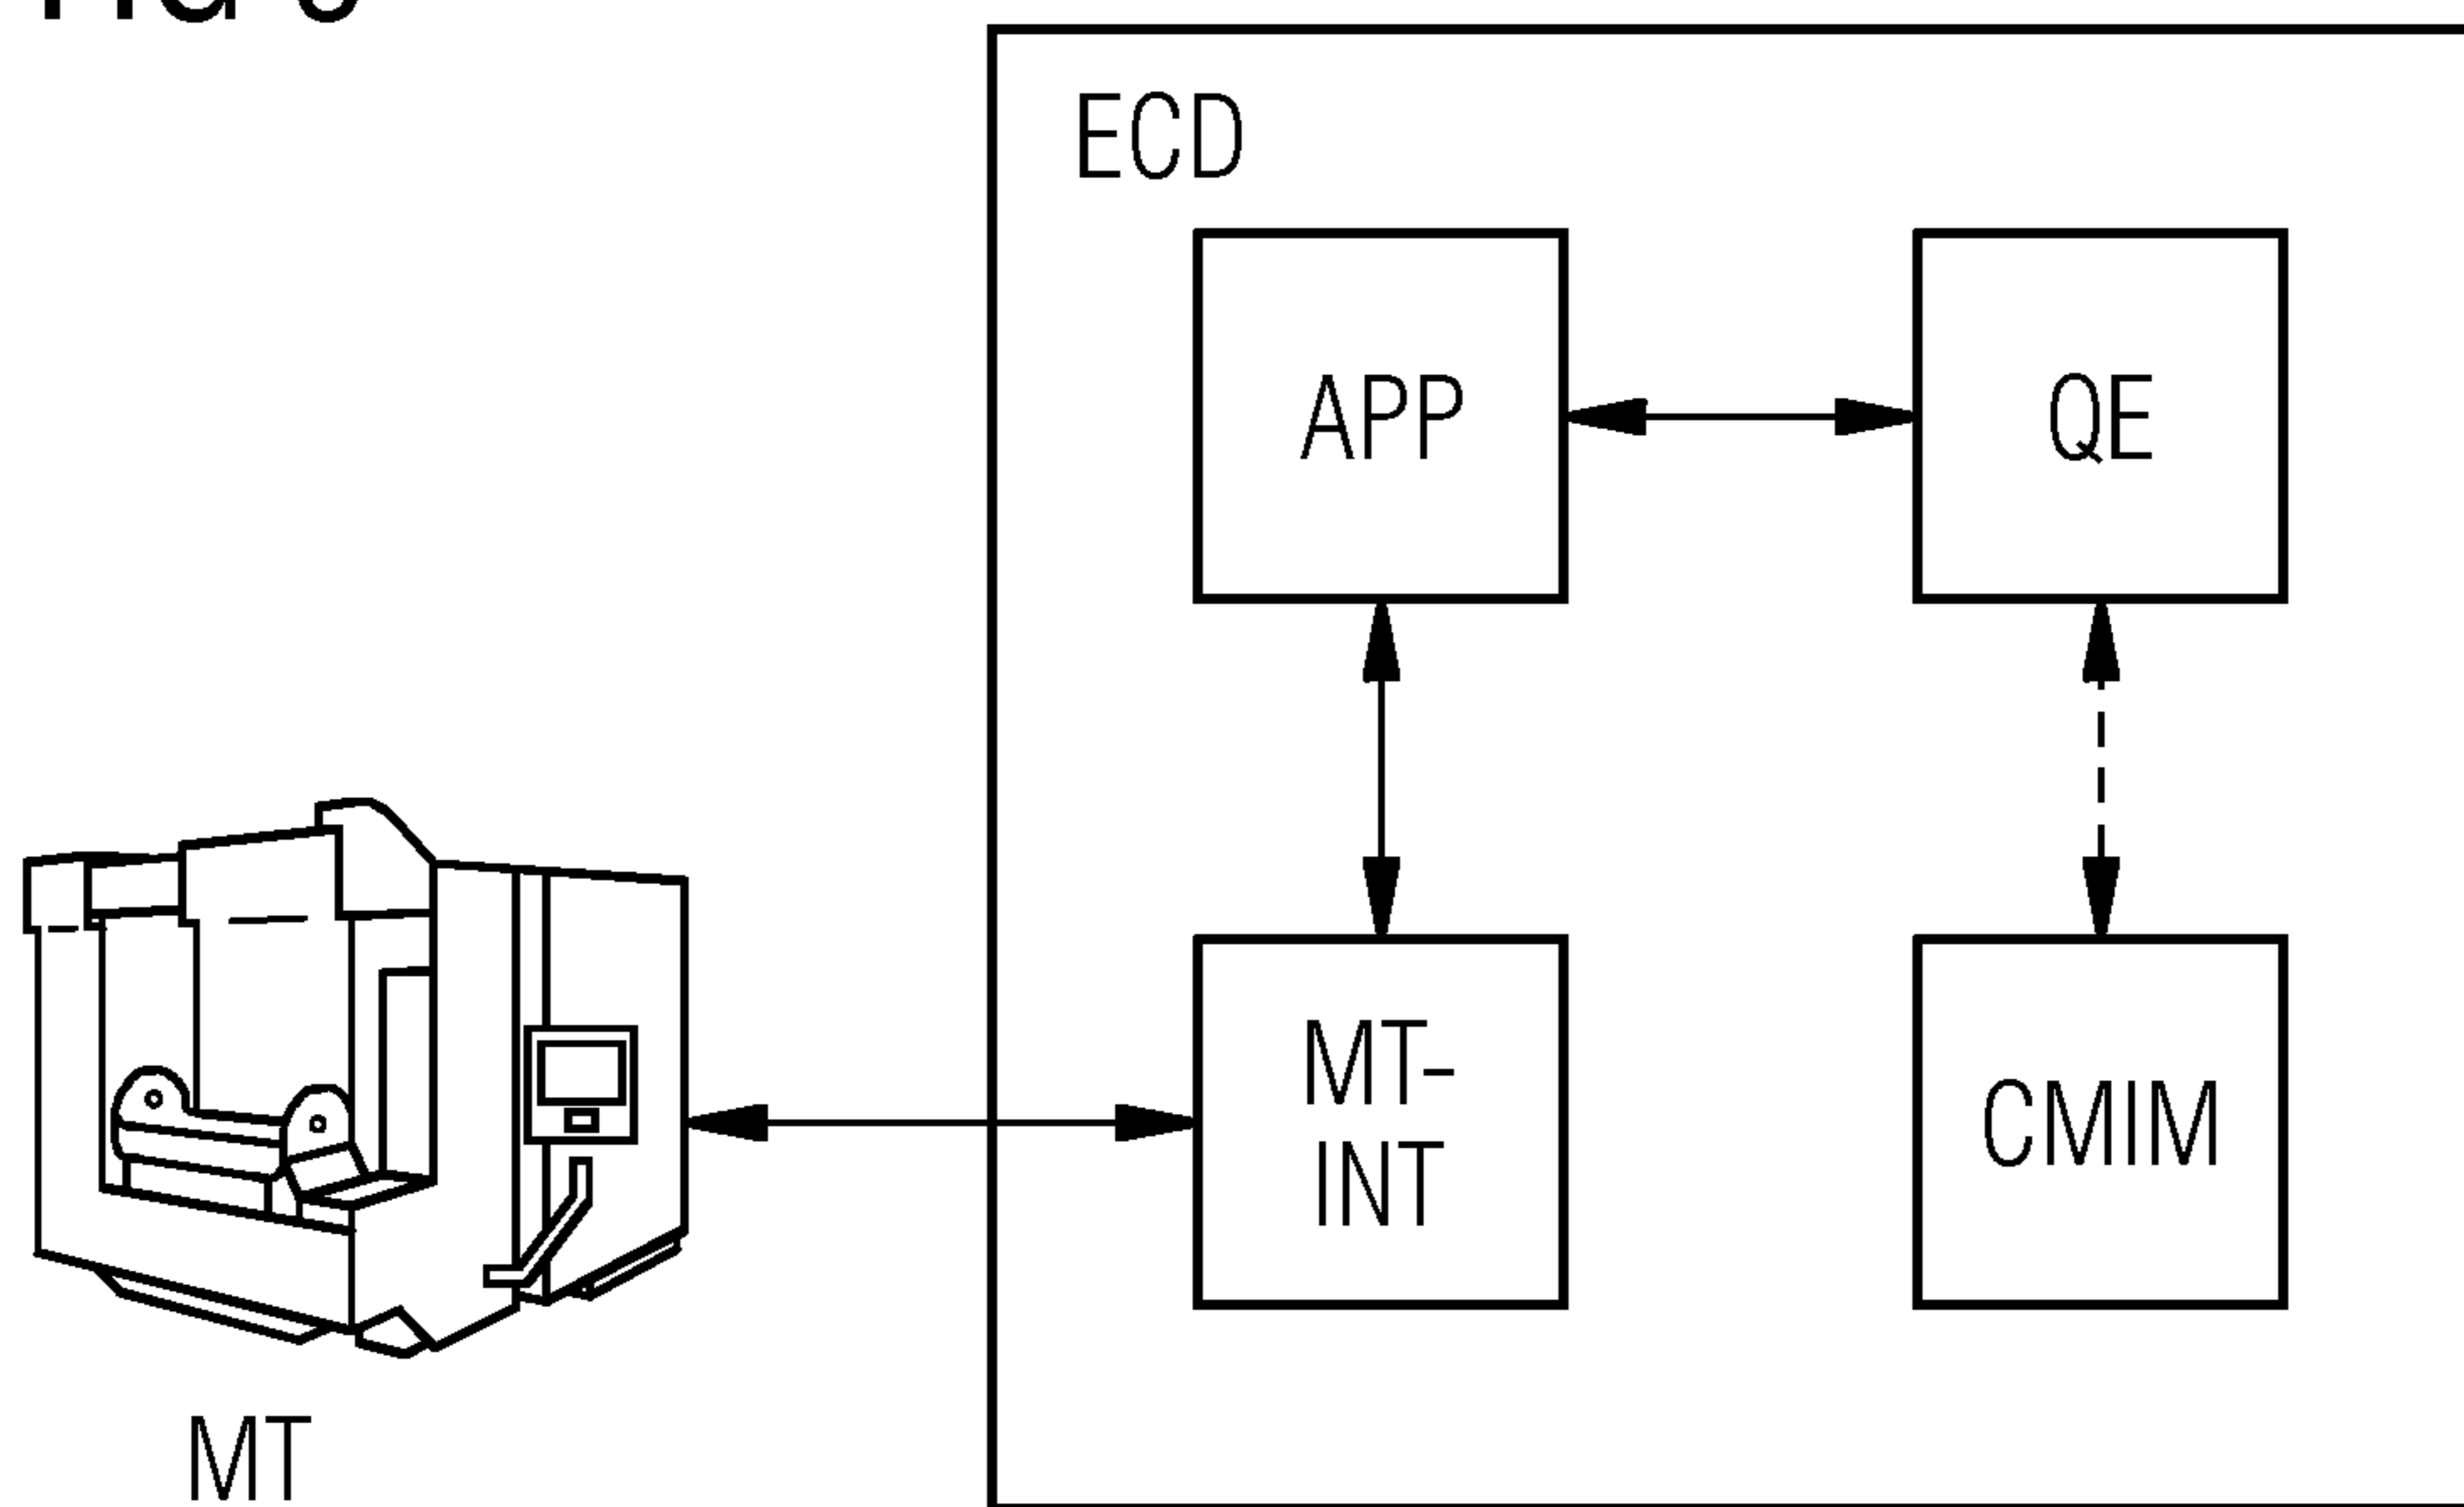 ECD
APP
QE
MT-
INT
CMIM
MT